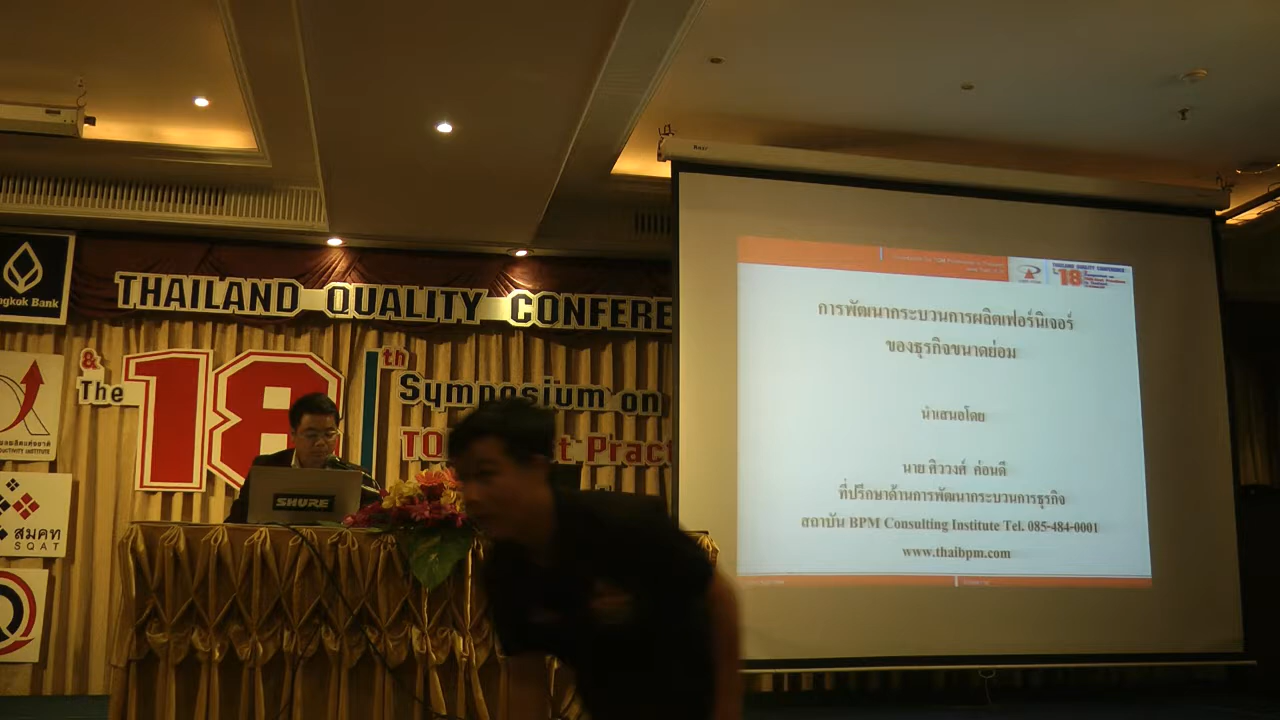 Bangkok Bank
THAILAND QUALITY CONFERE
& The 18th
Symposium on
TQ t Pract
SHURE
สมคท
SQAT
THAILAND QUALITY CONFERENCE
18
การพัฒนากระบวนการผลิตเฟอร์นิเจอร์
ของธุรกิจขนาดย่อม
นำเสนอโดย
นาย ศิววงศ์ ค่อนดี
ที่ปรึกษาด้านการพัฒนากระบวนการธุรกิจ
สถาบัน BPM Consulting Institute Tel. 085-484-0001
www.thaibpm.com